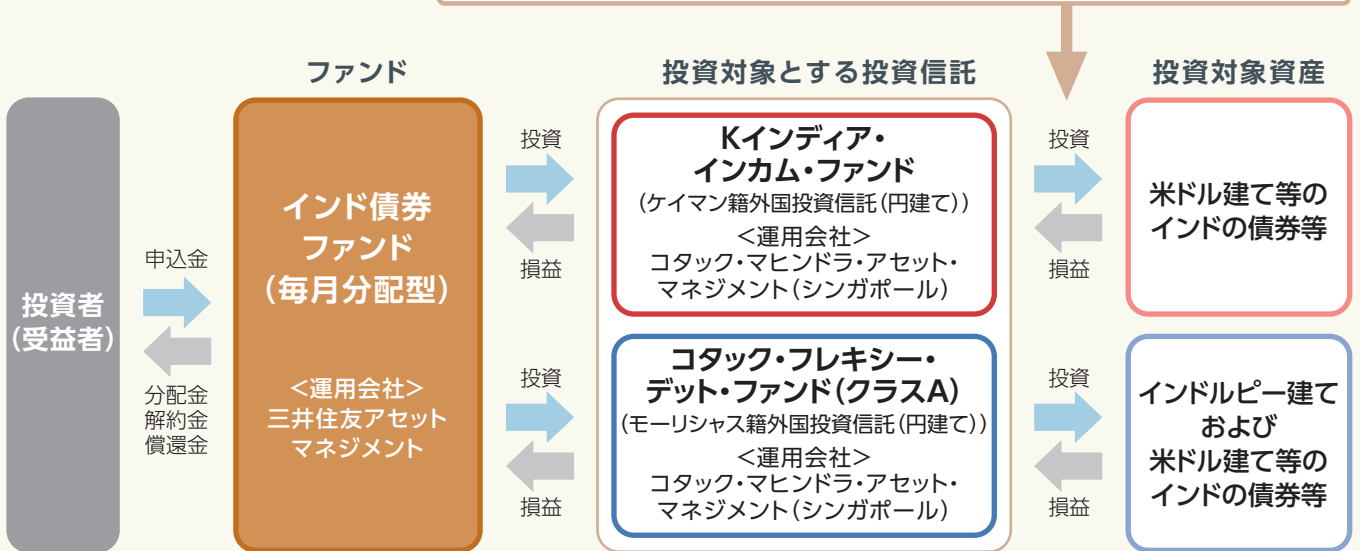 ファンド
投資対象とする投資信託
投資対象資産
投資者
(受益者)
申込金
分配金
解約金
償還金
インド債券
ファンド
(毎月分配型)
<運用会社>
三井住友アセット
マネジメント
投資
損益
Kインディア・
インカム・ファンド
(ケイマン籍外国投資信託(円建て))
<運用会社>
コタック・マヒンドラ・アセット・
マネジメント(シンガポール)
投資
損益
米ドル建て等の
インドの債券等
投資
損益
コタック・フレキシー・
デット・ファンド(クラスA)
(モーリシャス籍外国投資信託(円建て))
<運用会社>
コタック・マヒンドラ・アセット・
マネジメント(シンガポール)
投資
損益
インドルピー建て
および
米ドル建て等の
インドの債券等